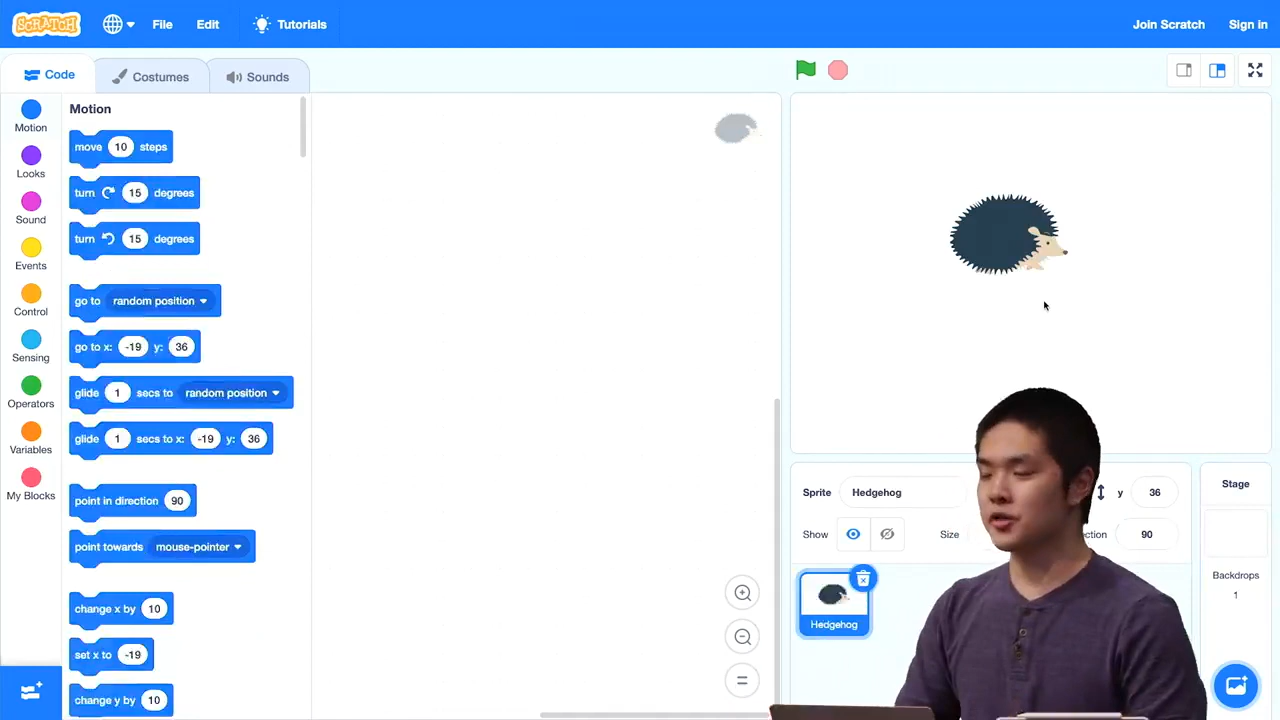 SCRATCH File Edit Tutorials Join Scratch Sign in
Code Costumes Sounds
Motion
Looks
Sound
Events
Control
Sensing
Operators
Variables
My Blocks
Motion
move 10 steps
turn 15 degrees
turn 15 degrees
go to random position
go to x: -19 y: 36
glide 1 secs to random position
glide 1 secs to x: -19 y: 36
point in direction 90
point towards mouse-pointer
change x by 10
set x to -19
change y by 10
Sprite Hedgehog y 36
Show Size ection 90
Hedgehog
Stage
Backdrops
1